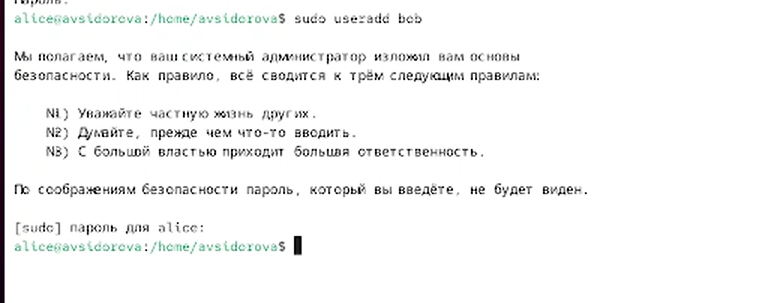 Пароль:
alice@avsidorova:/home/avsidorova$ sudo useradd bob
Мы полагаем, что ваш системный администратор изложил вам основы
безопасности. Как правило, всё сводится к трём следующим правилам:
№1) Уважайте частную жизнь других.
№2) Думайте, прежде чем что-то вводить.
№3) С большой властью приходит большая ответственность.
По соображениям безопасности пароль, который вы введёте, не будет виден.
[sudo] пароль для alice:
alice@avsidorova:/home/avsidorova$